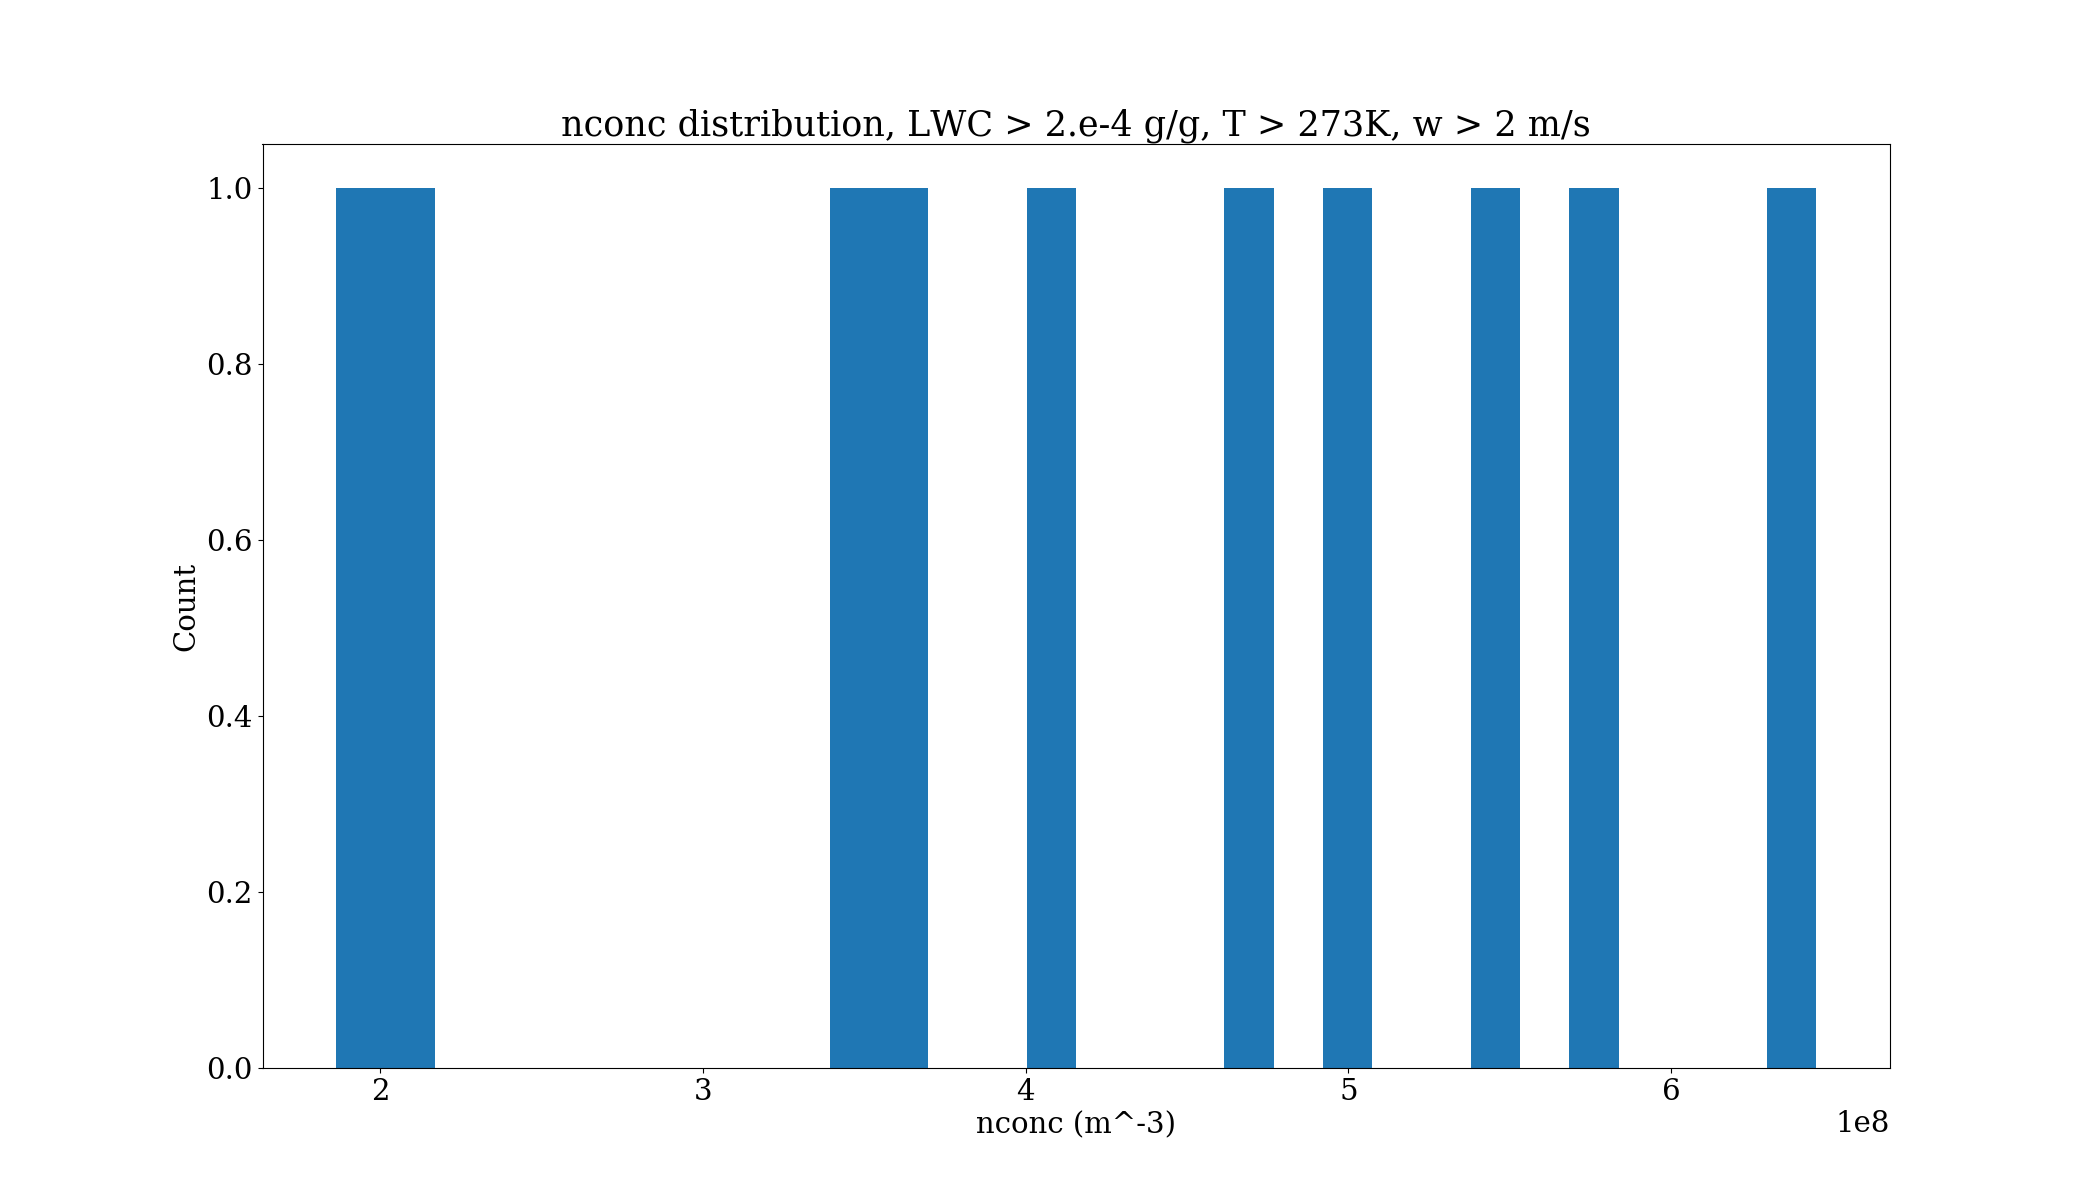 nconc distribution, LWC > 2.e-4 g/g, T > 273K, w > 2 m/s
1.0
0.8
0.6
0.4
0.2
0.0
Count
2 3 4 5 6
nconc (m^-3)
1e8